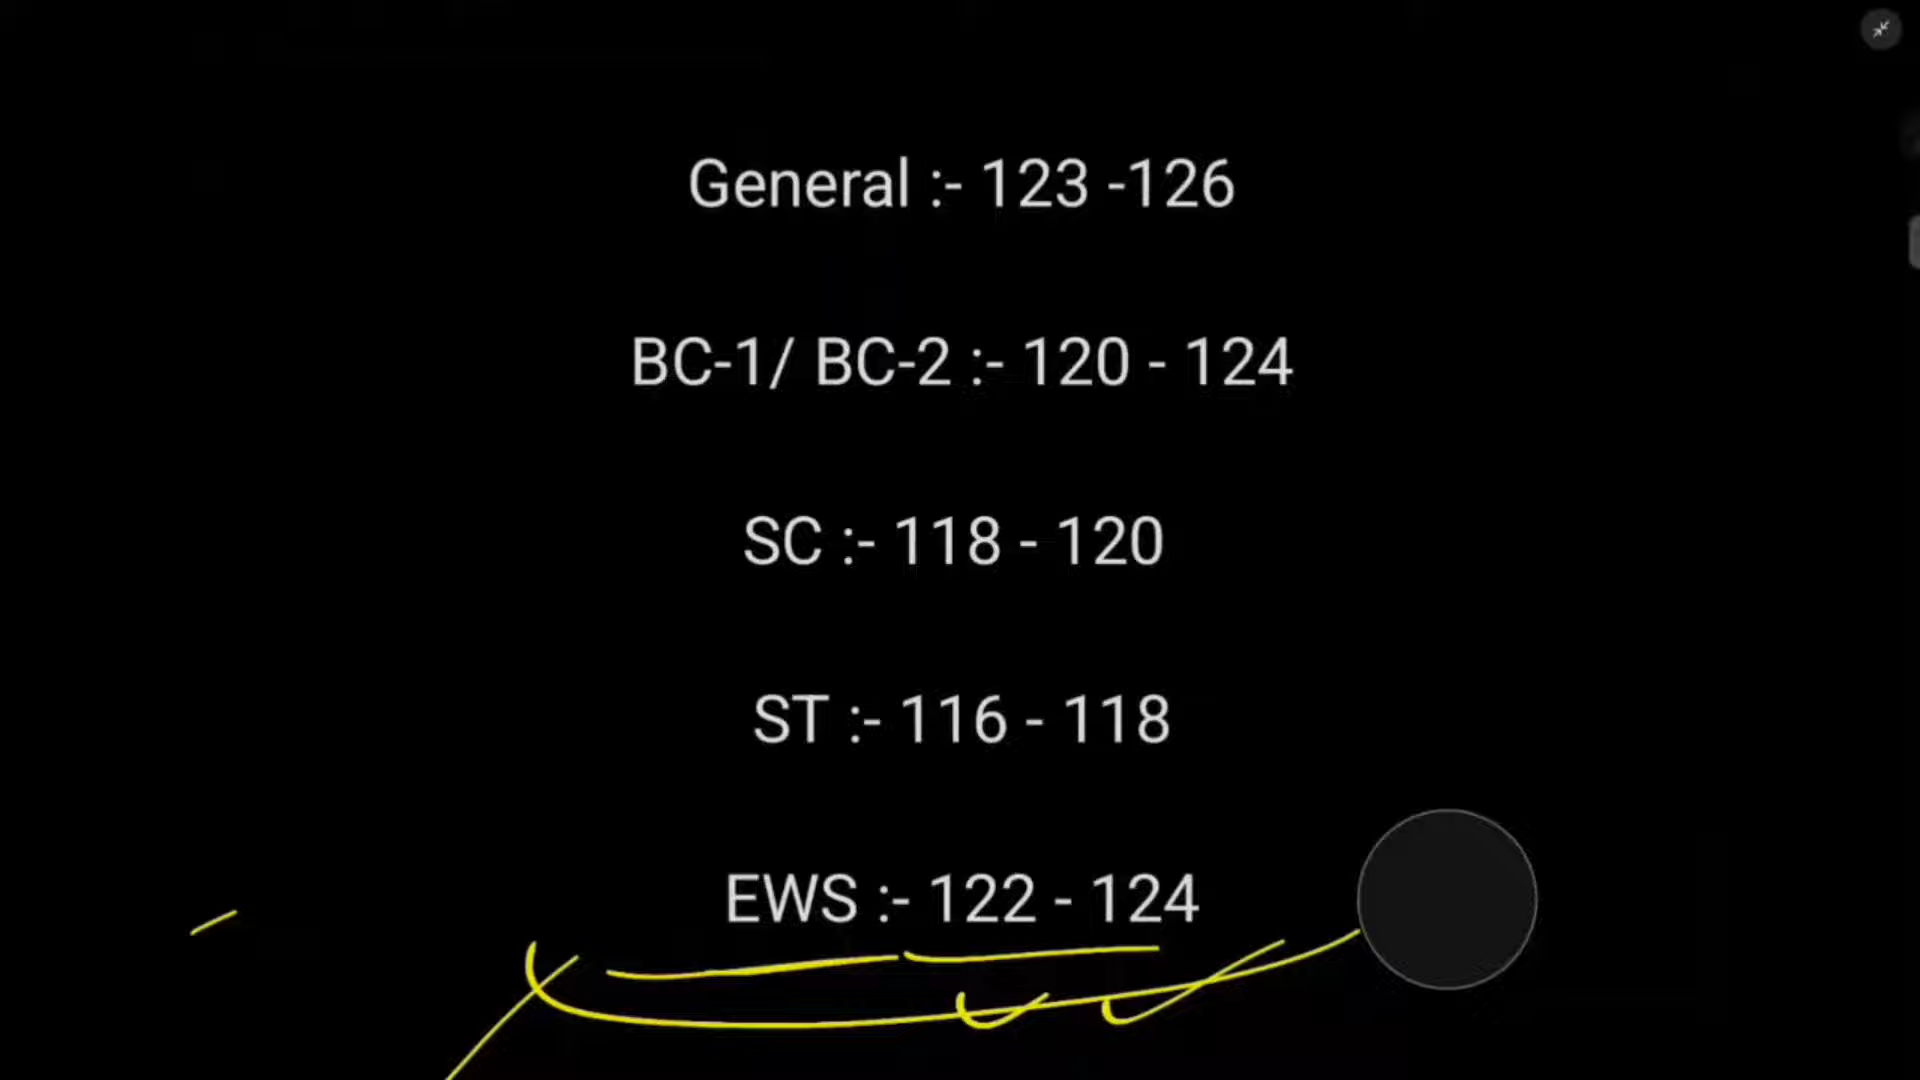 General :- 123 -126
BC-1/ BC-2 :- 120 - 124
SC :- 118 - 120
ST :- 116 - 118
EWS :- 122 - 124